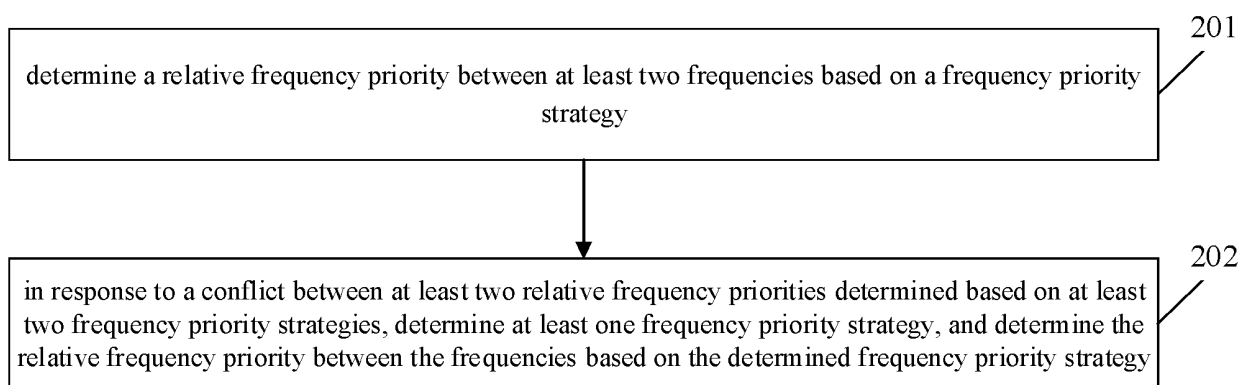 201
determine a relative frequency priority between at least two frequencies based on a frequency priority
strategy
202
in response to a conflict between at least two relative frequency priorities determined based on at least
two frequency priority strategies, determine at least one frequency priority strategy, and determine the
relative frequency priority between the frequencies based on the determined frequency priority strategy